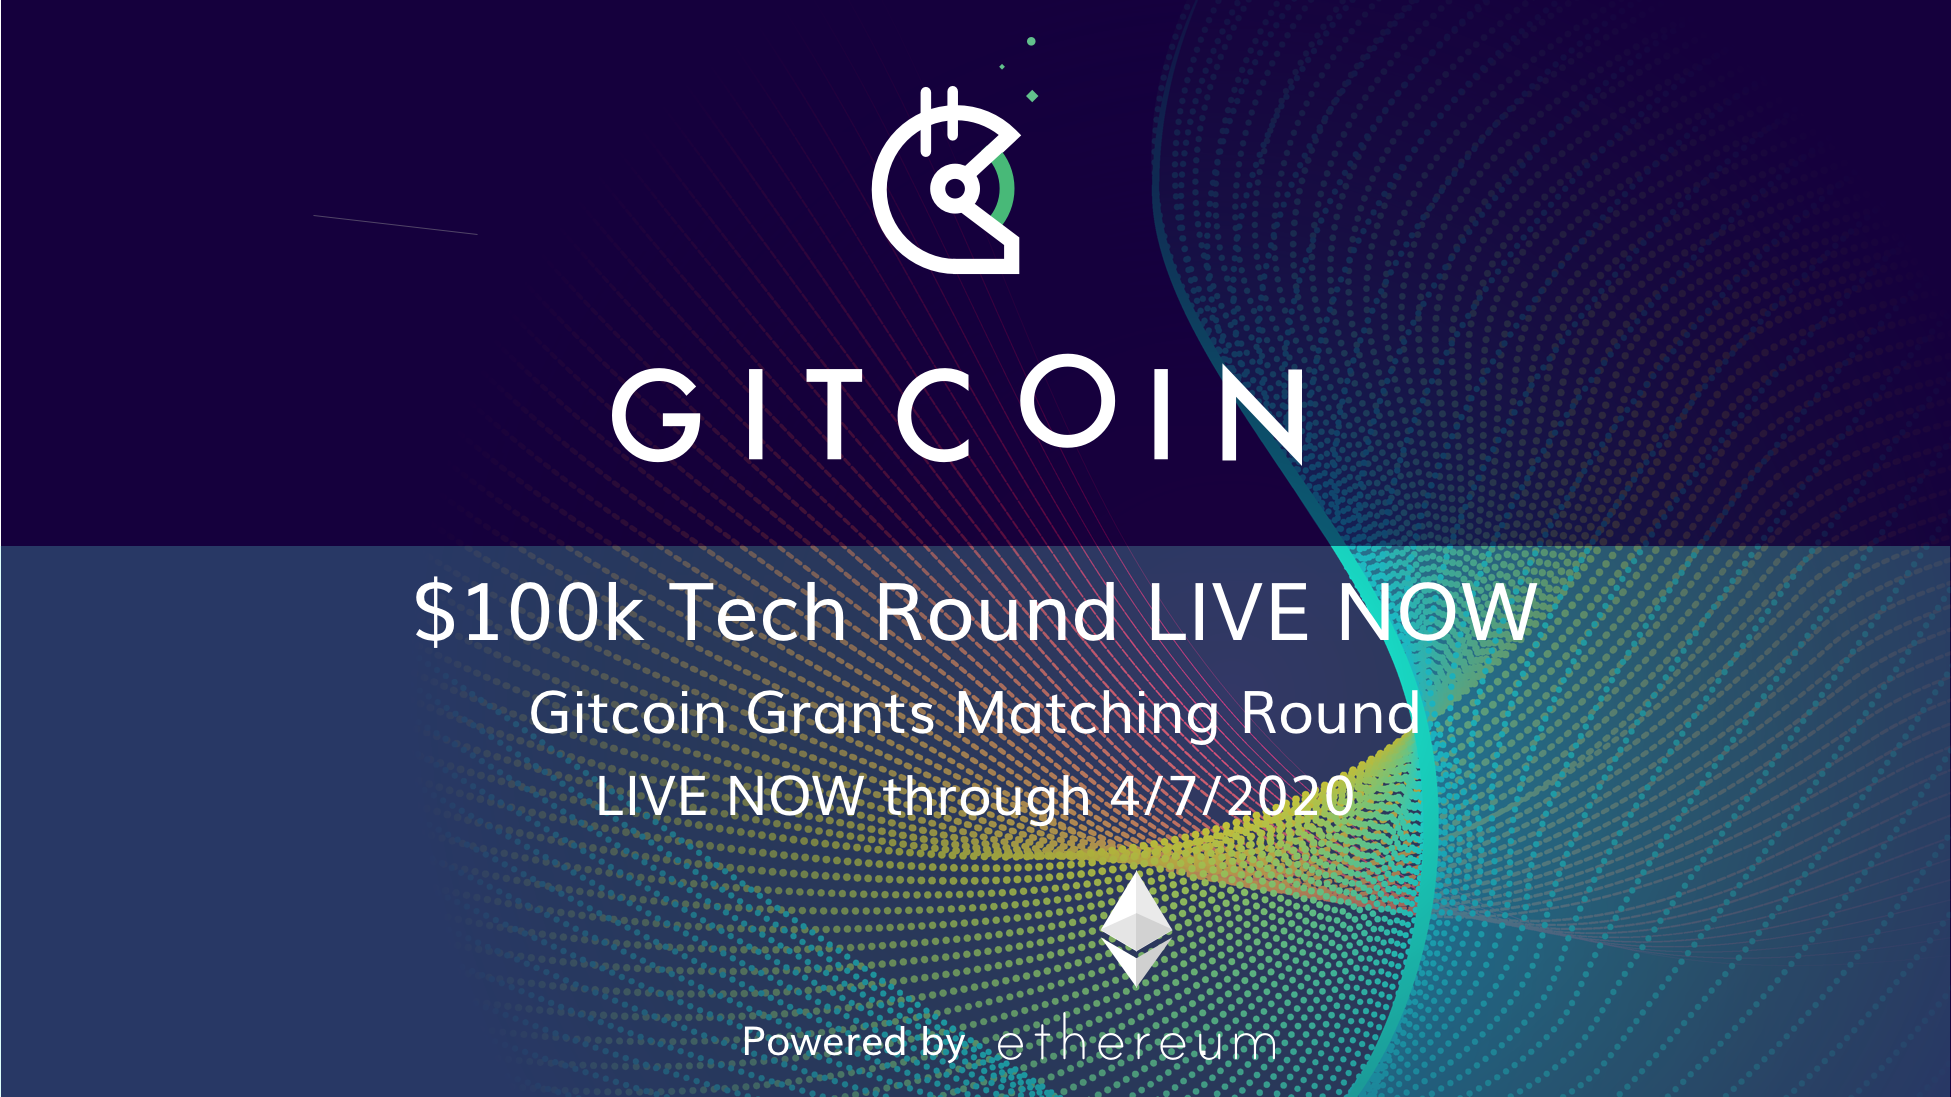 GITCOIN
$100k Tech Round LIVE NOW
Gitcoin Grants Matching Round
LIVE NOW through 4/7/2020
Powered by ethereum